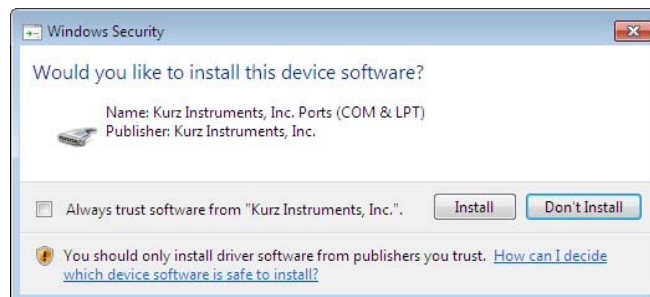 Windows Security
Would you like to install this device software?
Name: Kurz Instruments, Inc. Ports (COM & LPT)
Publisher: Kurz Instruments, Inc.
Always trust software from "Kurz Instruments, Inc.".
Install
Don't Install
You should only install driver software from publishers you trust. How can I decide
which device software is safe to install?